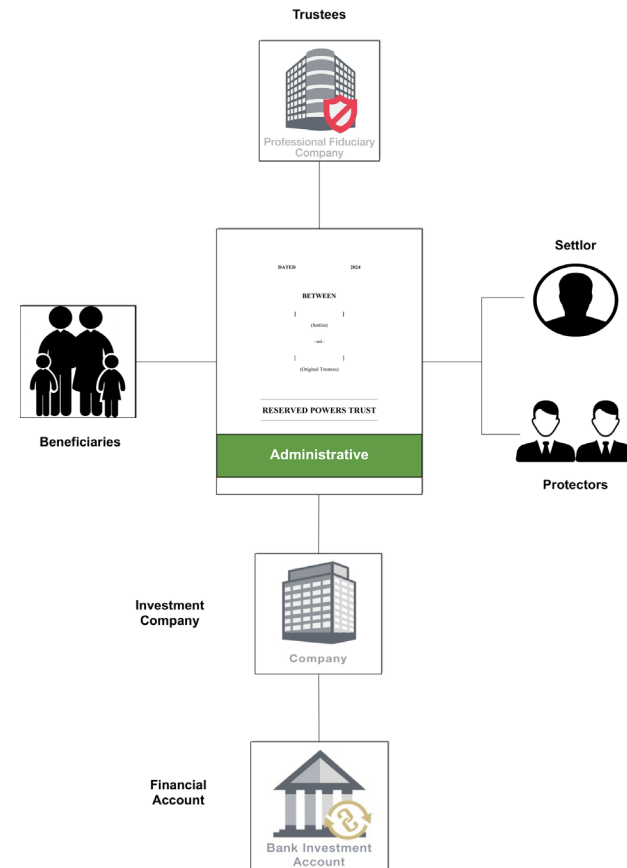 Trustees
Professional Fiduciary
Company
DATED 2024
BETWEEN
[ ]
(Settlor)
- and -
[ ]
(Original Trustees)
RESERVED POWERS TRUST
Administrative
Settlor
Beneficiaries
Protectors
Investment
Company
Company
Financial
Account
Bank Investment
Account